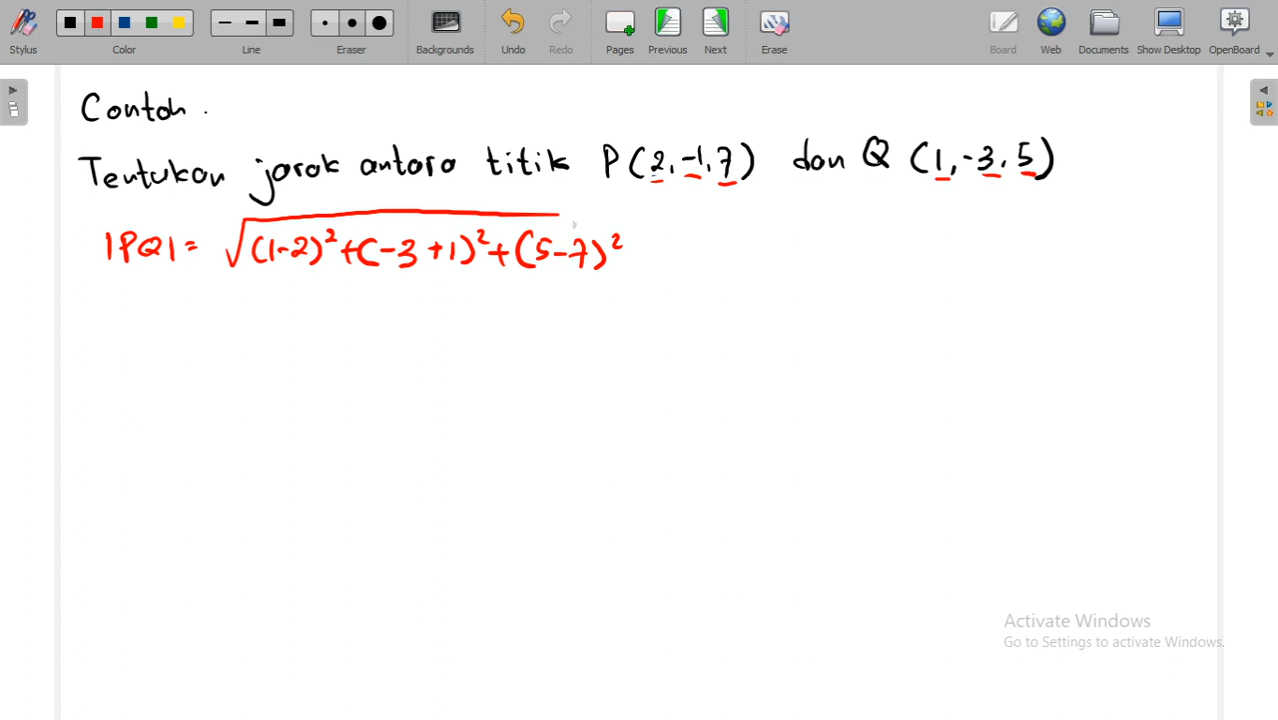 Stylus
Color
Line
Eraser
Backgrounds
Undo
Redo
Pages
Previous
Next
Erase
Board
Web
Documents
Show Desktop
OpenBoard
Contoh .
Tentukan jarak antara titik P(2,-1,7) dan Q (1,-3,5)
|PQ| = √(1-2)²+(-3+1)²+(5-7)²
Activate Windows
Go to Settings to activate Windows.